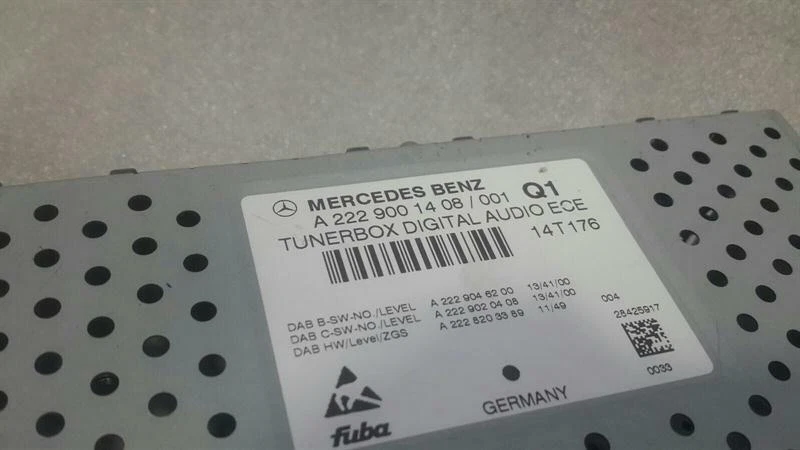 MERCEDES BENZ
A 222 900 14 08 / 001 Q1
TUNERBOX DIGITAL AUDIO ECE
14T176
DAB B-SW-NO./LEVEL A 222 904 62 00 13/41/00
DAB C-SW-NO./LEVEL A 222 902 04 08 13/41/00
DAB HW/Level/ZGS A 222 820 33 89 11/49
004
28425917
0033
GERMANY
fuba